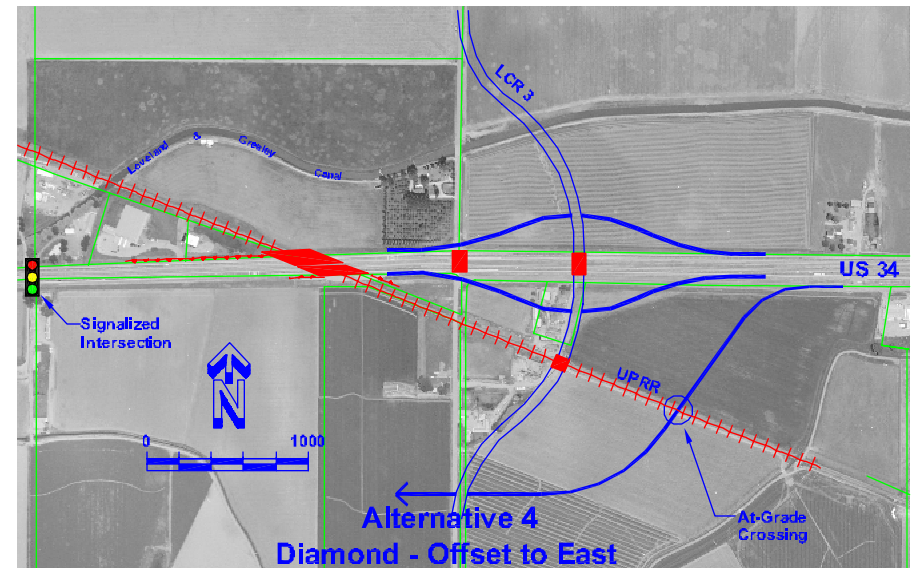 LCR 3
Loveland & Greeley Canal
US 34
Signalized
Intersection
N
UPRR
0 1000
At-Grade
Crossing
Alternative 4
Diamond - Offset to East